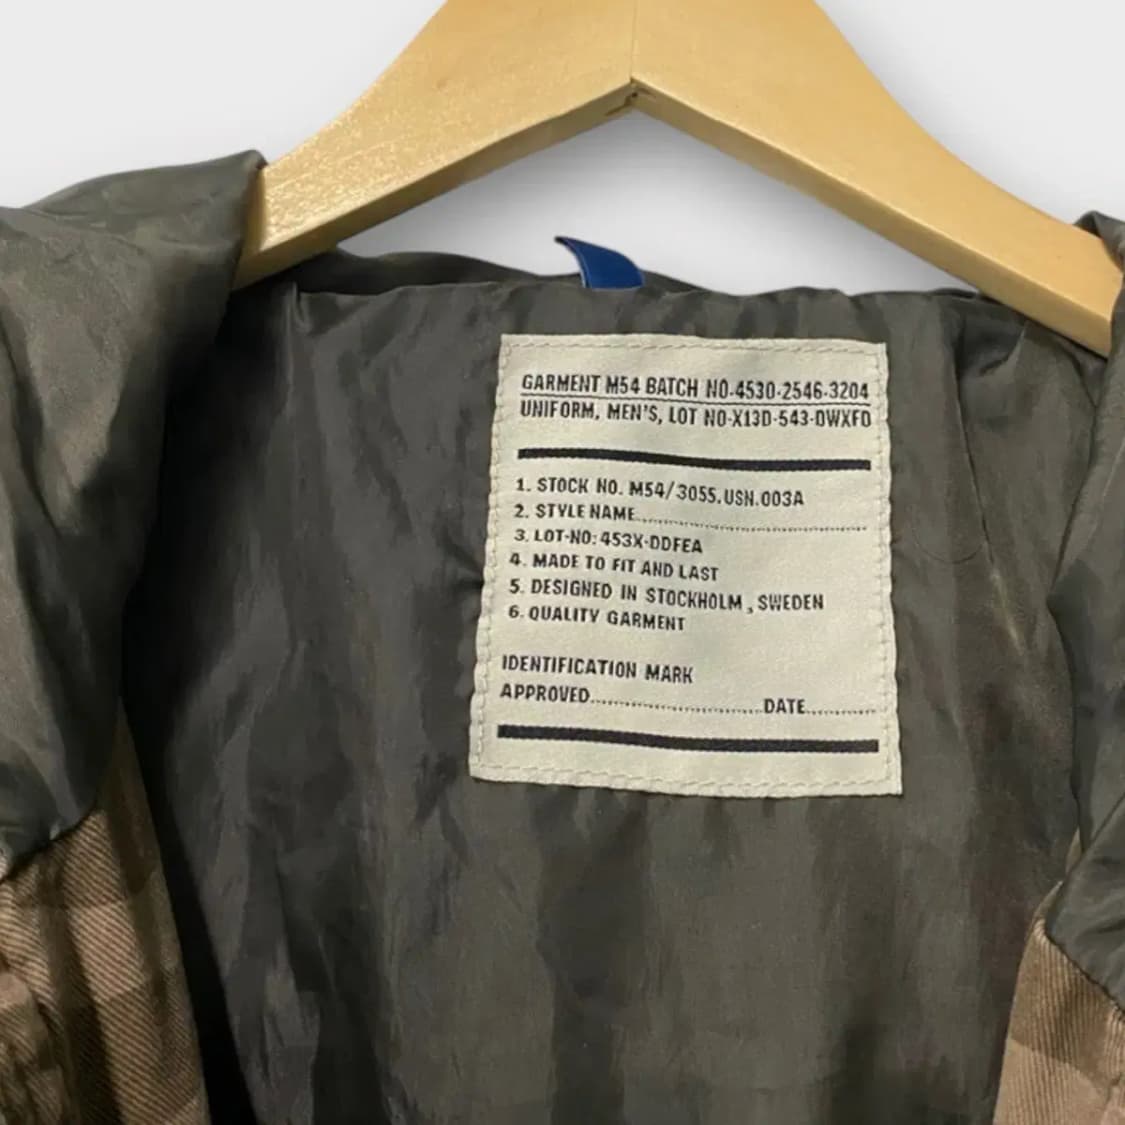 GARMENT M54 BATCH NO-4530-2546-3204
UNIFORM, MEN'S, LOT NO-X13D-543-DWXFD
1. STOCK NO. M54/3055.USN.003A
2. STYLE NAME
3. LOT-NO: 453X-DDFEA
4. MADE TO FIT AND LAST
5. DESIGNED IN STOCKHOLM, SWEDEN
6. QUALITY GARMENT
IDENTIFICATION MARK
APPROVED DATE